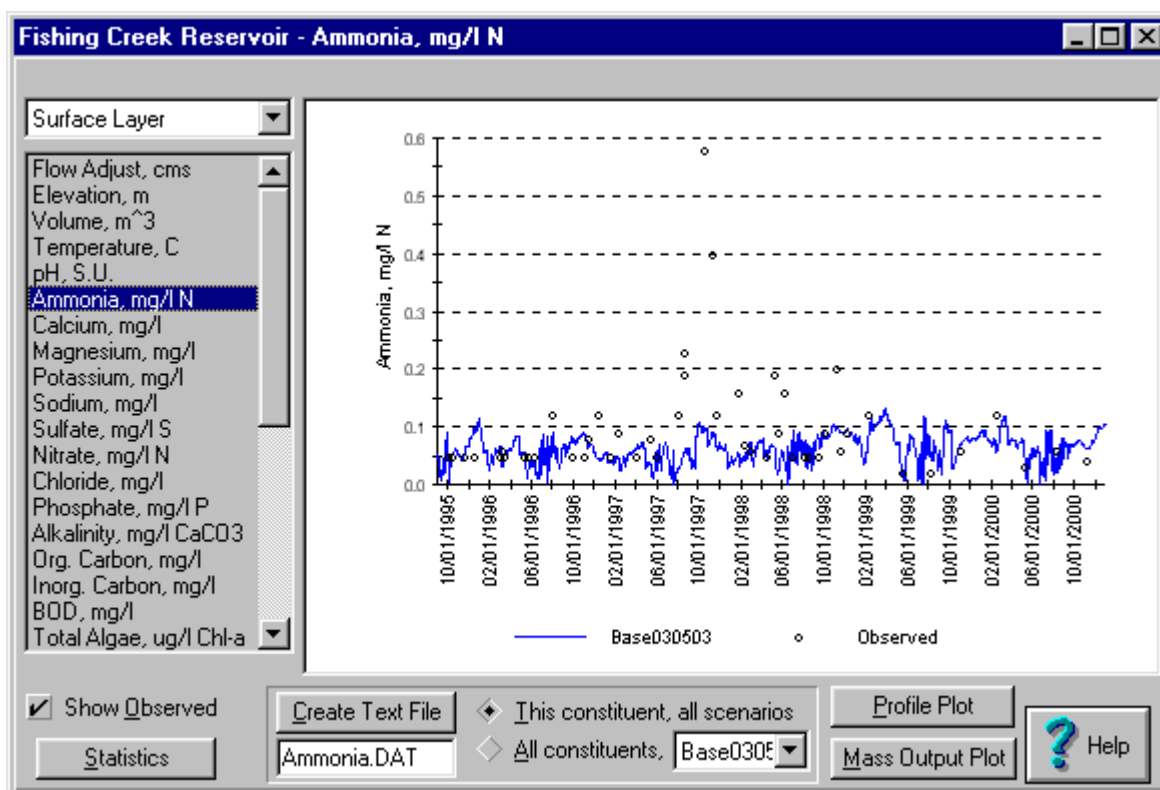 Fishing Creek Reservoir - Ammonia, mg/l N
Surface Layer
Flow Adjust, cms
Elevation, m
Volume, m^3
Temperature, C
pH, S.U.
Ammonia, mg/l N
Calcium, mg/l
Magnesium, mg/l
Potassium, mg/l
Sodium, mg/l
Sulfate, mg/l S
Nitrate, mg/l N
Chloride, mg/l
Phosphate, mg/l P
Alkalinity, mg/l CaCO3
Org. Carbon, mg/l
Inorg. Carbon, mg/l
BOD, mg/l
Total Algae, ug/l Chl-a
Ammonia, mg/l N
0.6
0.5
0.4
0.3
0.2
0.1
0.0
10/01/1995
02/01/1996
06/01/1996
10/01/1996
02/01/1997
06/01/1997
10/01/1997
02/01/1998
06/01/1998
10/01/1998
02/01/1999
06/01/1999
10/01/1999
02/01/2000
06/01/2000
10/01/2000
Base030503
Observed
Show Observed
Statistics
Create Text File
Ammonia.DAT
This constituent, all scenarios
All constituents,
Base0305
Profile Plot
Mass Output Plot
? Help